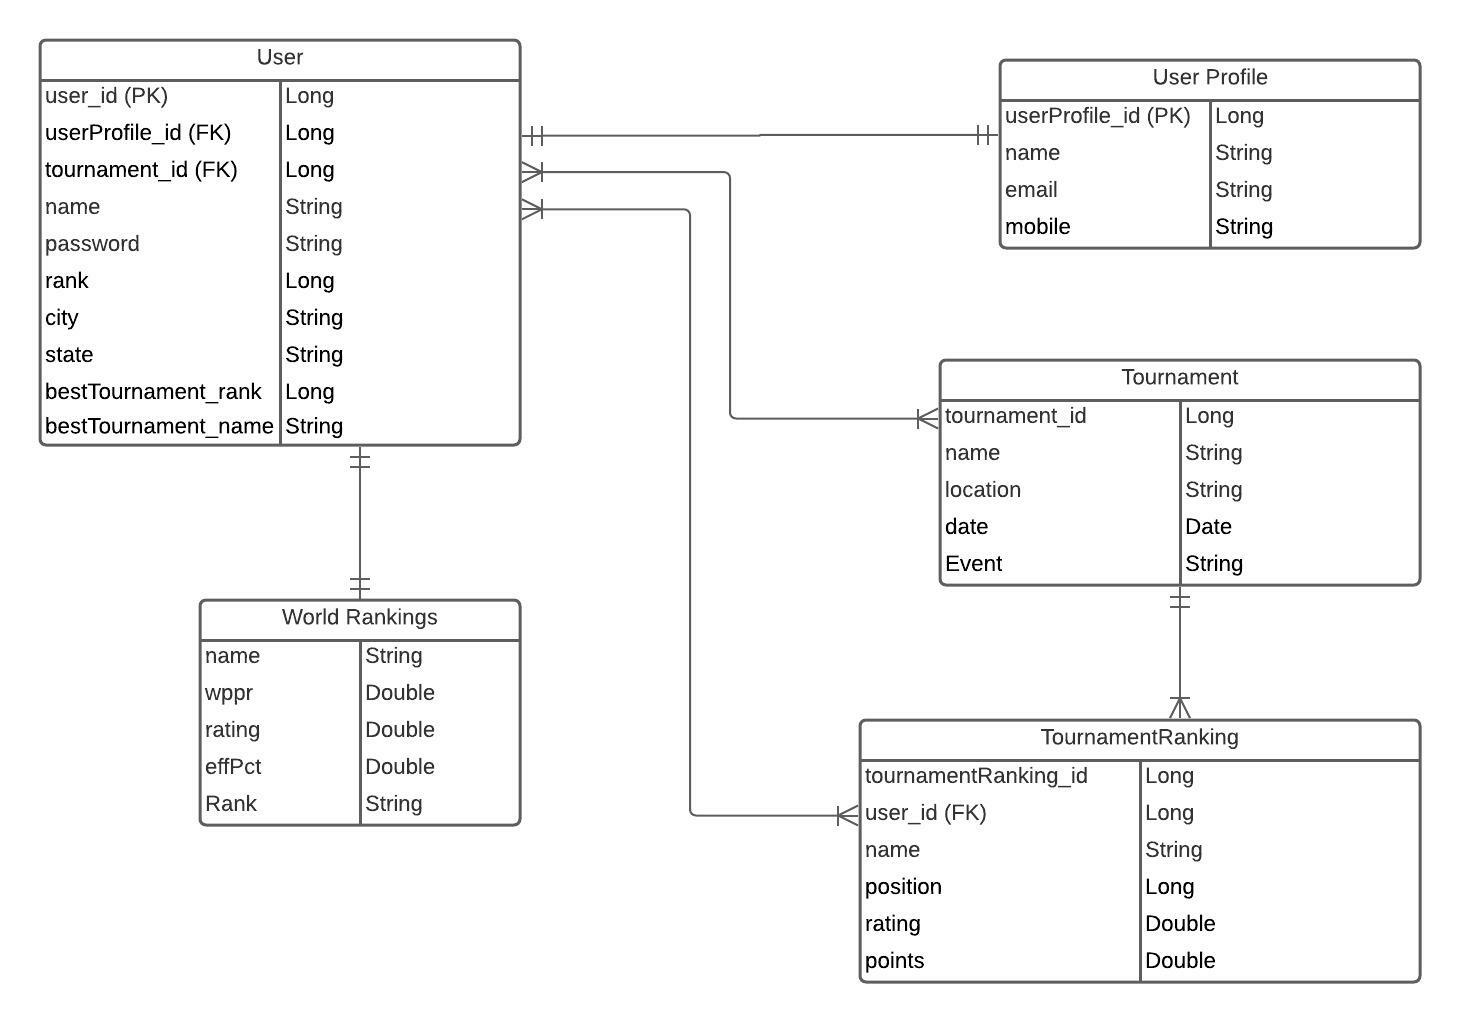 User
user_id (PK) Long
userProfile_id (FK) Long
tournament_id (FK) Long
name String
password String
rank Long
city String
state String
bestTournament_rank Long
bestTournament_name String
User Profile
userProfile_id (PK) Long
name String
email String
mobile String
Tournament
tournament_id Long
name String
location String
date Date
Event String
World Rankings
name String
wppr Double
rating Double
effPct Double
Rank String
TournamentRanking
tournamentRanking_id Long
user_id (FK) Long
name String
position Long
rating Double
points Double